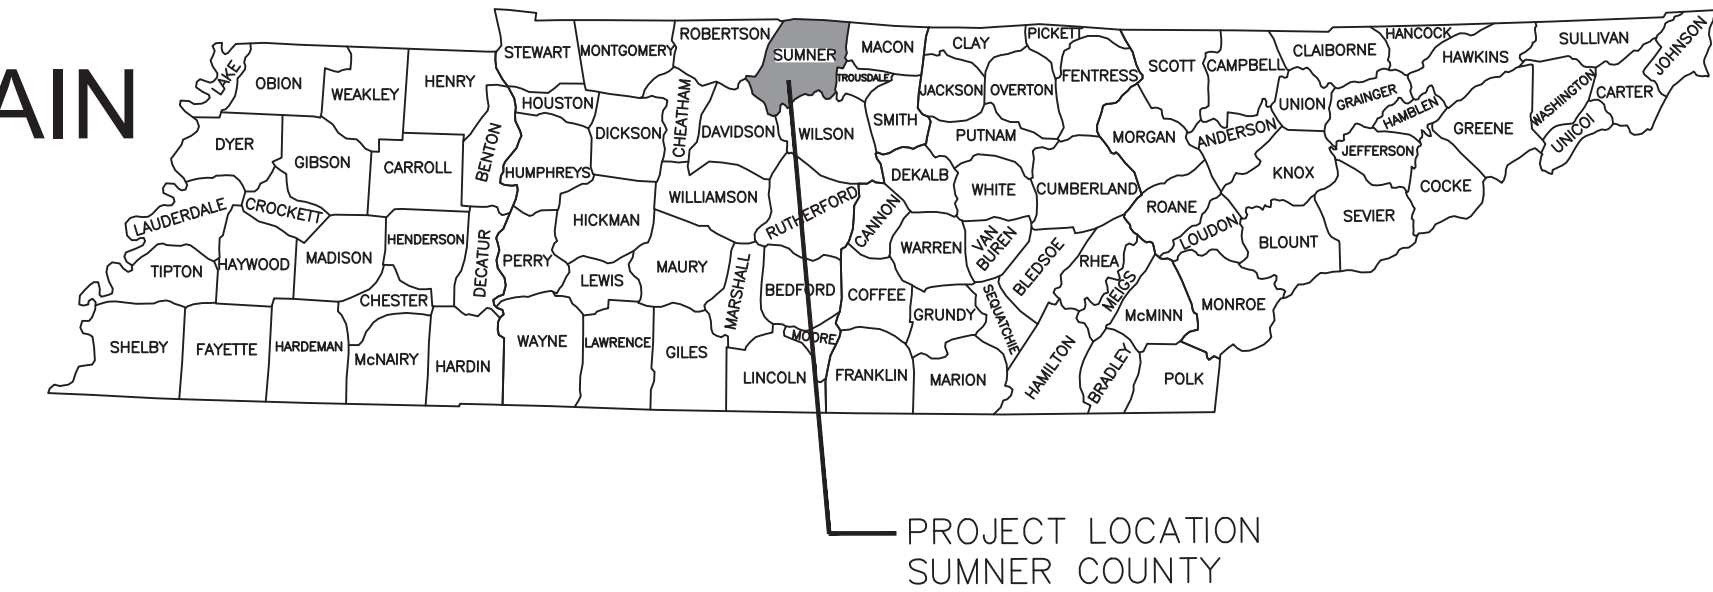 AIN
STEWART
MONTGOMERY
ROBERTSON
SUMNER
MACON
CLAY
PICKETT
FENTRESS
SCOTT
CAMPBELL
CLAIBORNE
HANCOCK
HAWKINS
SULLIVAN
JOHNSON
LAKE
OBION
WEAKLEY
HENRY
HOUSTON
TROUSDALE
JACKSON
OVERTON
UNION
GRAINGER
HAMBLEN
WASHINGTON
CARTER
UNICOI
GREENE
DYER
GIBSON
CARROLL
BENTON
HUMPHREYS
DICKSON
CHEATHAM
DAVIDSON
WILSON
SMITH
PUTNAM
MORGAN
ANDERSON
KNOX
JEFFERSON
COCKE
LAUDERDALE
CROCKETT
WILLIAMSON
RUTHERFORD
CANNON
DEKALB
WHITE
CUMBERLAND
ROANE
LOUDON
BLOUNT
SEVIER
TIPTON
HAYWOOD
MADISON
HENDERSON
DECATUR
PERRY
HICKMAN
LEWIS
MAURY
MARSHALL
BEDFORD
COFFEE
WARREN
VAN
BUREN
BLEDSOE
RHEA
MEIGS
McMINN
MONROE
CHESTER
GRUNDY
SEQUATCHIE
SHELBY
FAYETTE
HARDEMAN
McNAIRY
HARDIN
WAYNE
LAWRENCE
GILES
LINCOLN
MOORE
FRANKLIN
MARION
HAMILTON
BRADLEY
POLK
PROJECT LOCATION
SUMNER COUNTY